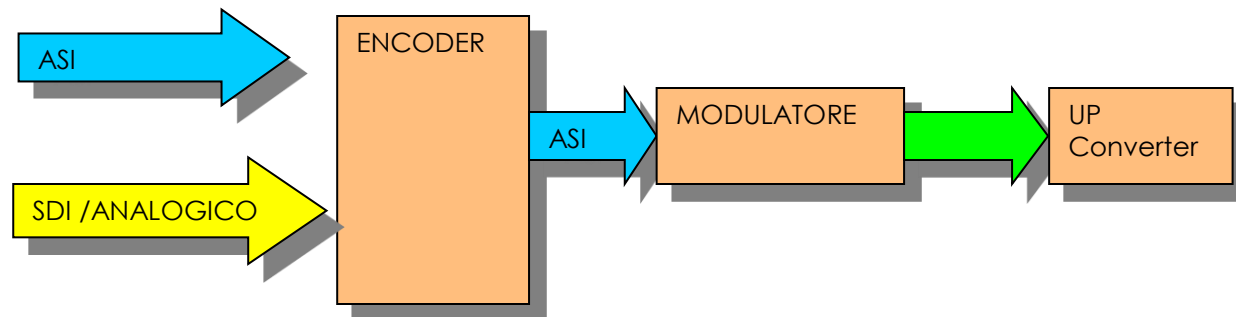 ASI
SDI /ANALOGICO
ENCODER
ASI
MODULATORE
UP
Converter